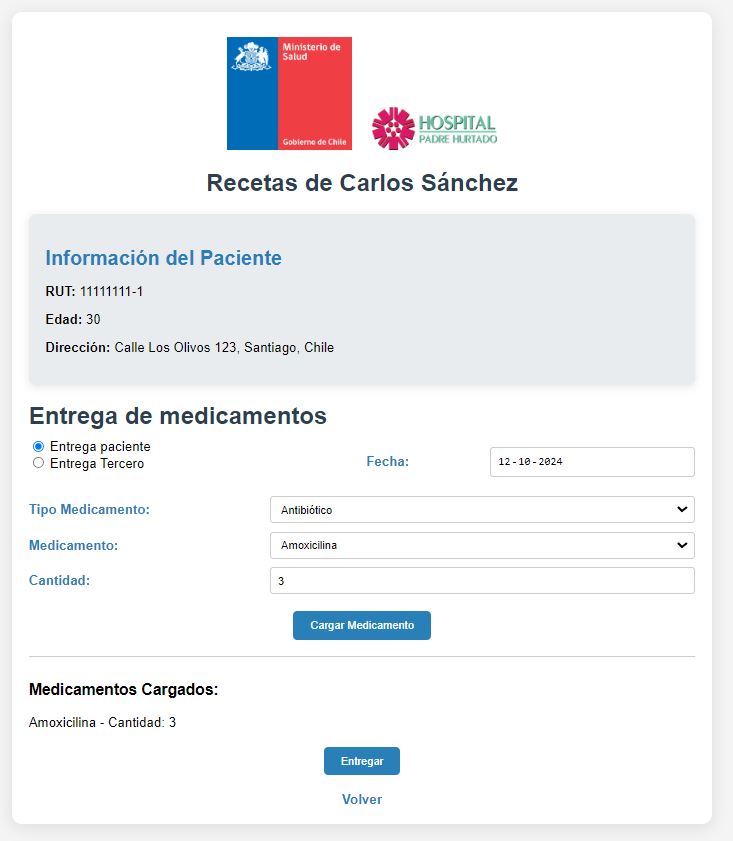 Ministerio de
Salud
Gobierno de Chile
HOSPITAL
PADRE HURTADO
Recetas de Carlos Sánchez
Información del Paciente
RUT: 11111111-1
Edad: 30
Dirección: Calle Los Olivos 123, Santiago, Chile
Entrega de medicamentos
Entrega paciente
Entrega Tercero
Fecha: 12-10-2024
Tipo Medicamento: Antibiótico
Medicamento: Amoxicilina
Cantidad: 3
Cargar Medicamento
Medicamentos Cargados:
Amoxicilina - Cantidad: 3
Entregar
Volver